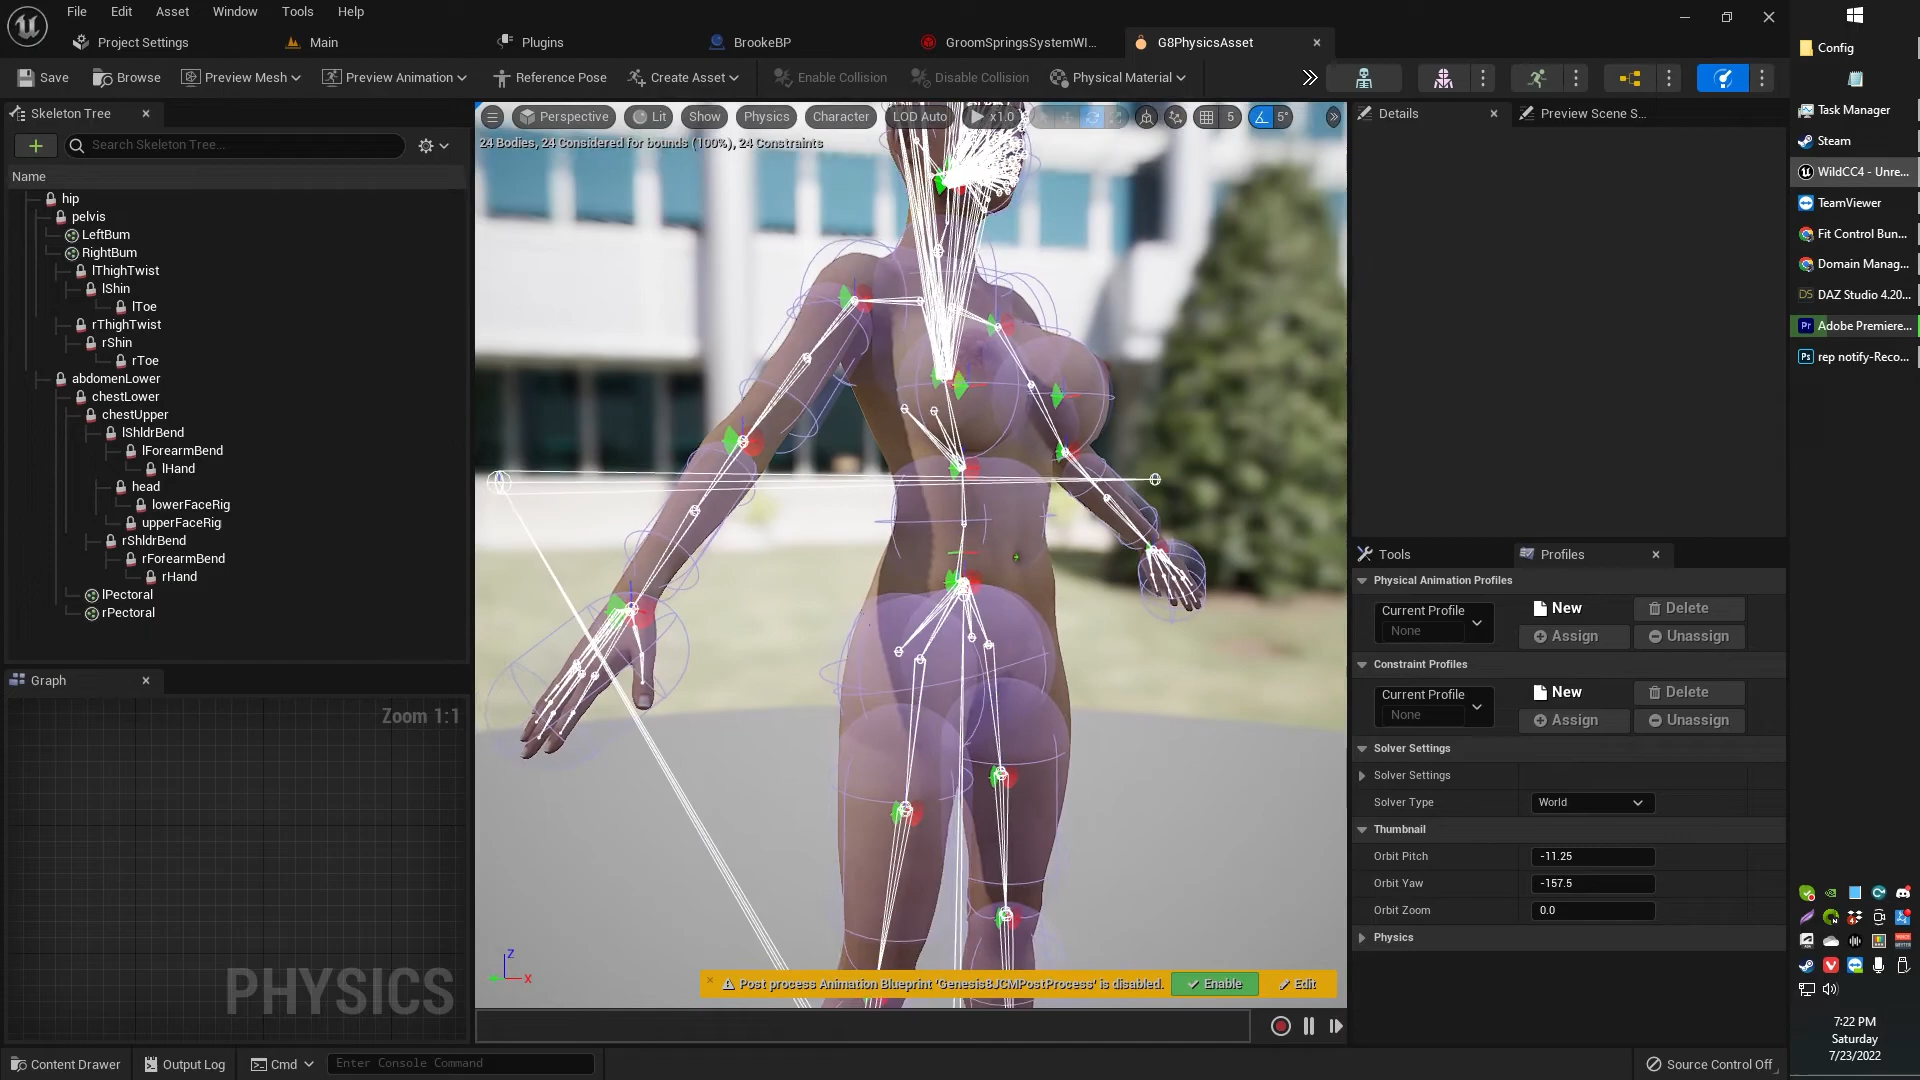 File Edit Asset Window Tools Help
Project Settings Main Plugins BrookeBP GroomSpringsSystemWI... G8PhysicsAsset
Save Browse Preview Mesh Preview Animation Reference Pose Create Asset Enable Collision Disable Collision Physical Material
Skeleton Tree
Search Skeleton Tree...
Name
hip
pelvis
LeftBum
RightBum
lThighTwist
lShin
lToe
rThighTwist
rShin
rToe
abdomenLower
chestLower
chestUpper
lShldrBend
lForearmBend
lHand
head
lowerFaceRig
upperFaceRig
rShldrBend
rForearmBend
rHand
lPectoral
rPectoral
Graph
Zoom 1:1
PHYSICS
Perspective Lit Show Physics Character LOD Auto x1.0 5 5°
24 Bodies, 24 Considered for bounds (100%), 24 Constraints
Z
X
Post process Animation Blueprint 'Genesis8JCMPostProcess' is disabled. Enable Edit
Details Preview Scene S...
Tools Profiles
Physical Animation Profiles
Current Profile New Delete
None Assign Unassign
Constraint Profiles
Current Profile New Delete
None Assign Unassign
Solver Settings
Solver Settings
Solver Type World
Thumbnail
Orbit Pitch -11.25
Orbit Yaw -157.5
Orbit Zoom 0.0
Physics
Content Drawer Output Log Cmd Enter Console Command Source Control Off
Config
Task Manager
Steam
WildCC4 - Unre...
TeamViewer
Fit Control Bun...
Domain Manag...
DS DAZ Studio 4.20...
Pr Adobe Premiere...
Ps rep notify-Reco...
7:22 PM
Saturday
7/23/2022